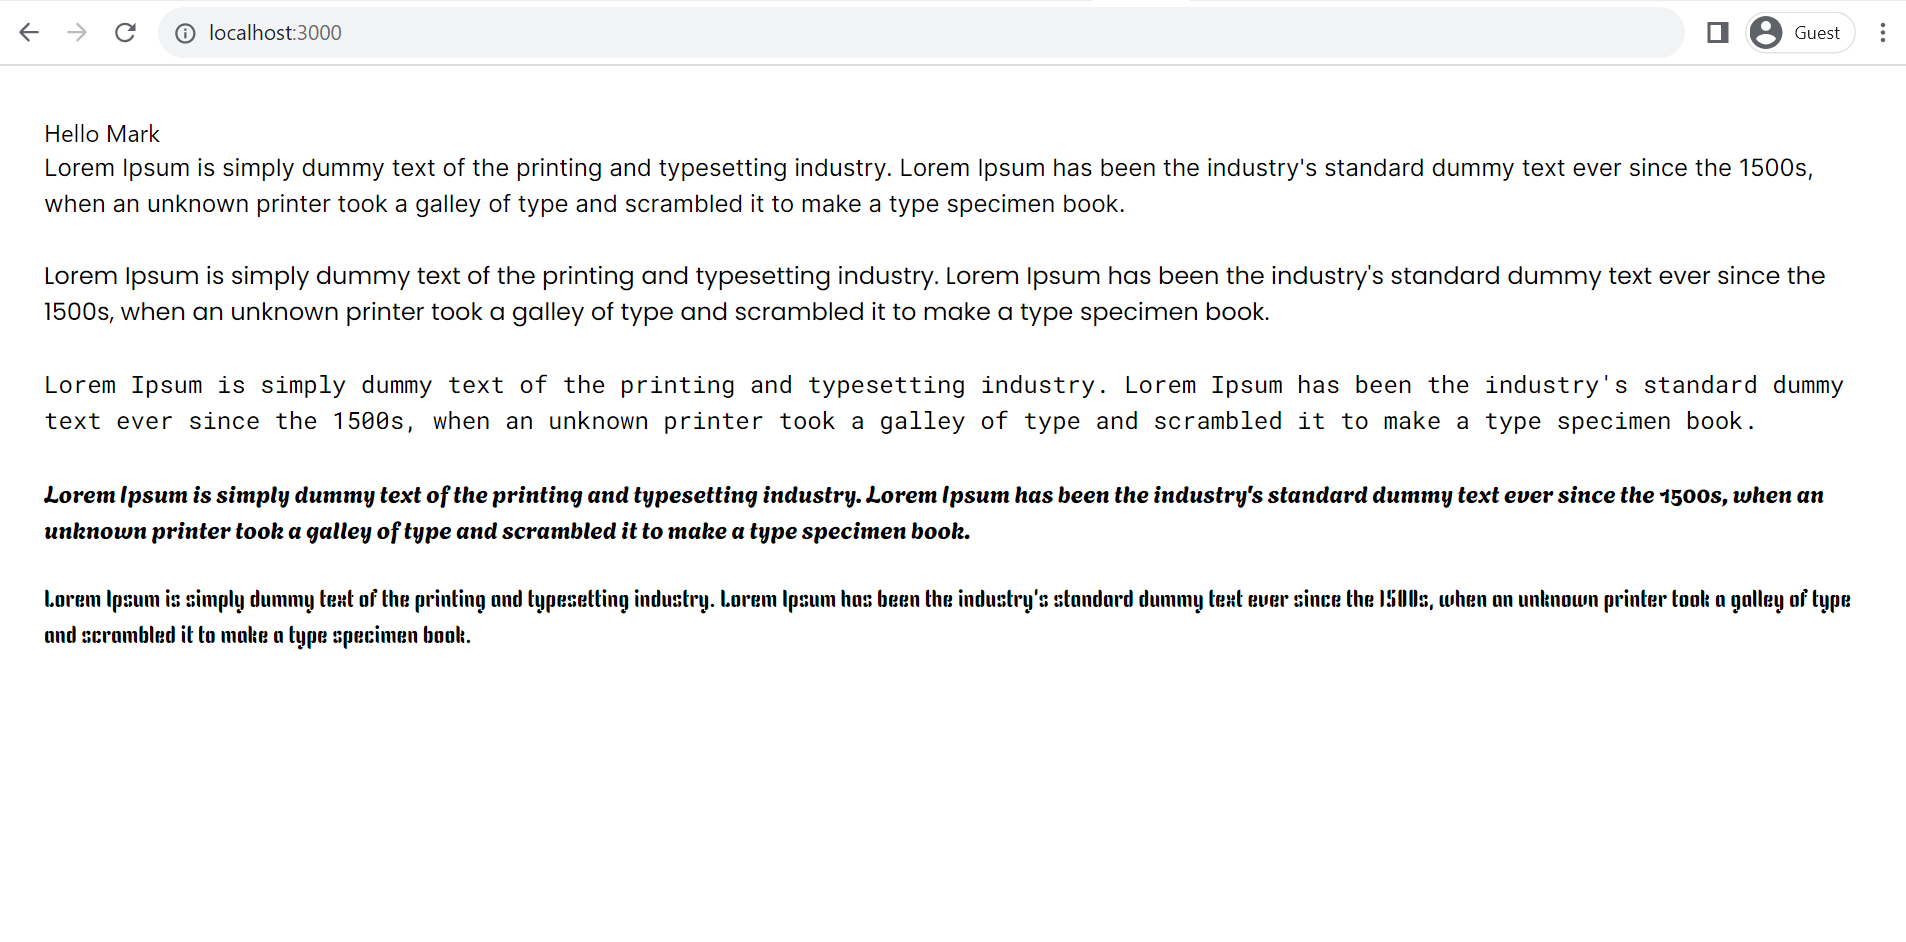 localhost:3000
Guest
Hello Mark
Lorem Ipsum is simply dummy text of the printing and typesetting industry. Lorem Ipsum has been the industry's standard dummy text ever since the 1500s,
when an unknown printer took a galley of type and scrambled it to make a type specimen book.
Lorem Ipsum is simply dummy text of the printing and typesetting industry. Lorem Ipsum has been the industry's standard dummy text ever since the
1500s, when an unknown printer took a galley of type and scrambled it to make a type specimen book.
Lorem Ipsum is simply dummy text of the printing and typesetting industry. Lorem Ipsum has been the industry's standard dummy
text ever since the 1500s, when an unknown printer took a galley of type and scrambled it to make a type specimen book.
Lorem Ipsum is simply dummy text of the printing and typesetting industry. Lorem Ipsum has been the industry's standard dummy text ever since the 1500s, when an
unknown printer took a galley of type and scrambled it to make a type specimen book.
Lorem Ipsum is simply dummy text of the printing and typesetting industry. Lorem Ipsum has been the industry's standard dummy text ever since the 1500s, when an unknown printer took a galley of type
and scrambled it to make a type specimen book.